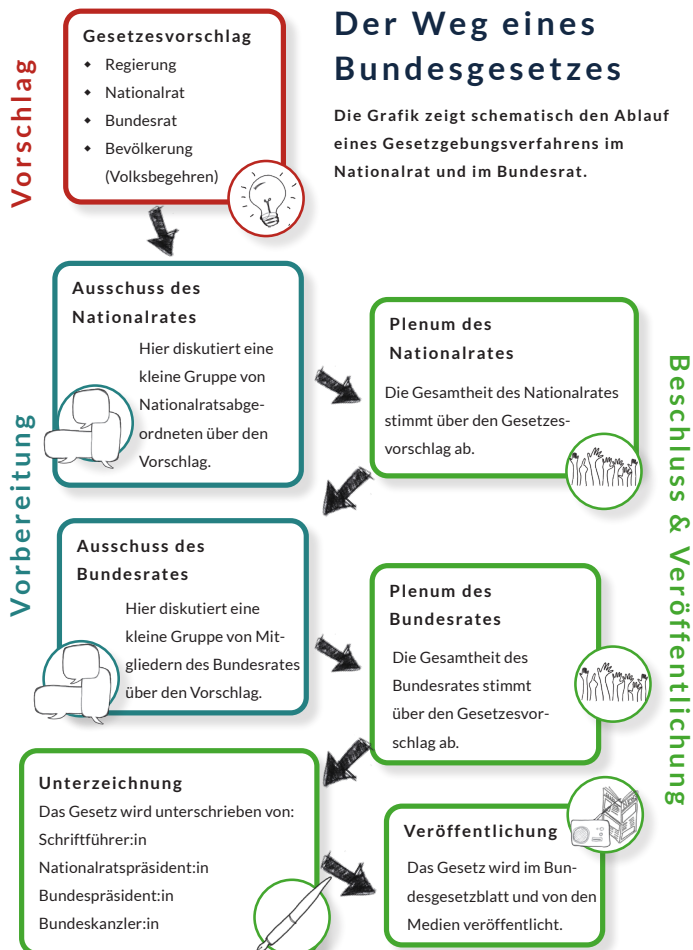 Der Weg eines
Bundesgesetzes
Die Grafik zeigt schematisch den Ablauf
eines Gesetzgebungsverfahrens im
Nationalrat und im Bundesrat.
Vorschlag
Gesetzesvorschlag
Regierung
Nationalrat
Bundesrat
Bevölkerung
(Volksbegehren)
Vorbereitung
Ausschuss des
Nationalrates
Hier diskutiert eine
kleine Gruppe von
Nationalratsabge-
ordneten über den
Vorschlag.
Beschluss & Veröffentlichung
Plenum des
Nationalrates
Die Gesamtheit des Nationalrates
stimmt über den Gesetzes-
vorschlag ab.
Ausschuss des
Bundesrates
Hier diskutiert eine
kleine Gruppe von Mit-
gliedern des Bundesrates
über den Vorschlag.
Plenum des
Bundesrates
Die Gesamtheit des
Bundesrates stimmt
über den Gesetzesvor-
schlag ab.
Unterzeichnung
Das Gesetz wird unterschrieben von:
Schriftführer:in
Nationalratspräsident:in
Bundespräsident:in
Bundeskanzler:in
Veröffentlichung
Das Gesetz wird im Bun-
desgesetzblatt und von den
Medien veröffentlicht.